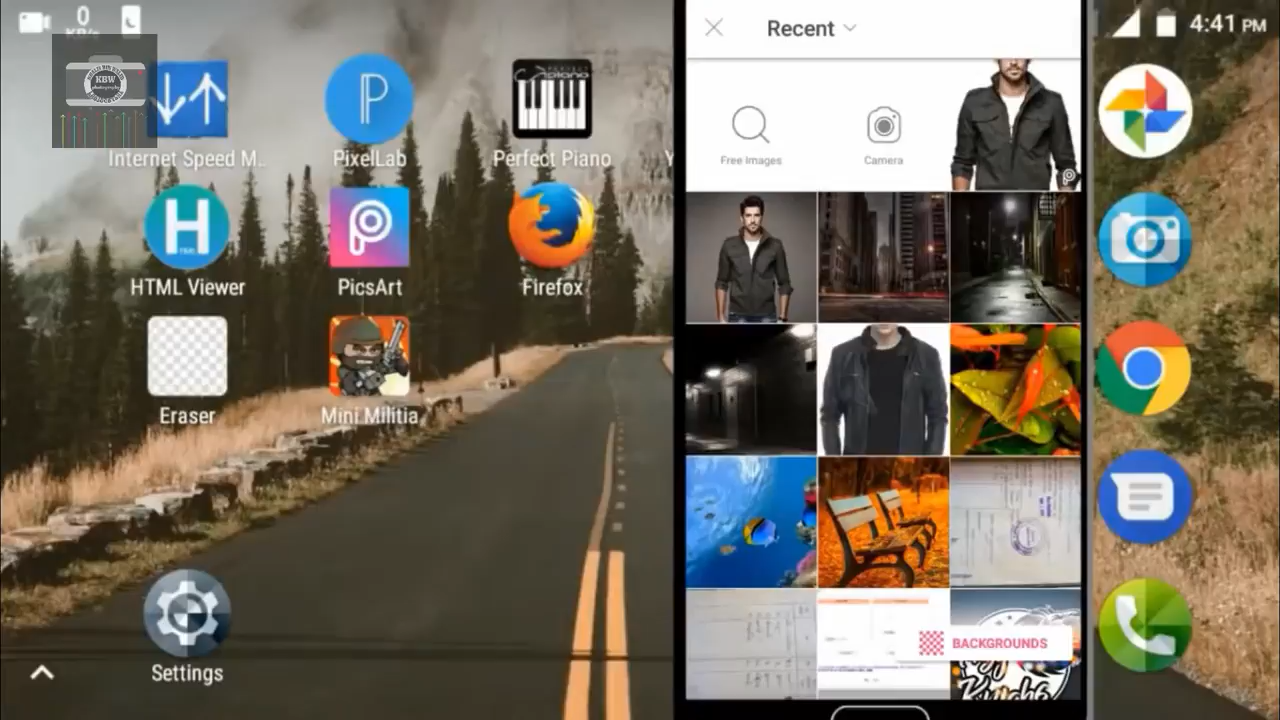 0
KB/s
4:41 PM
KBW
Internet Speed M..
PixelLab
Perfect Piano
HTML Viewer
PicsArt
Firefox
Eraser
Mini Militia
Settings
Recent
Free Images
Camera
BACKGROUNDS